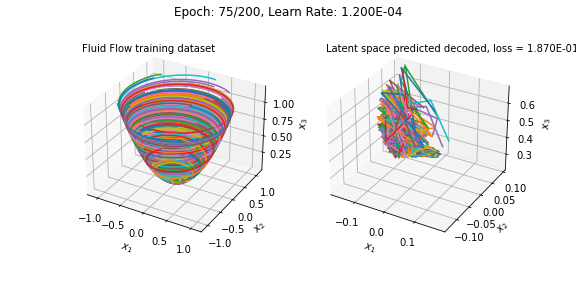 Epoch: 75/200, Learn Rate: 1.200E-04
Fluid Flow training dataset
Latent space predicted decoded, loss = 1.870E-01
1.00
0.75
0.50
0.25
x₃
1.0
0.5
0.0
−0.5
−1.0
x₂
−1.0
−0.5
0.0
0.5
1.0
x₁
0.6
0.5
0.4
0.3
x₃
0.10
0.05
0.00
−0.05
−0.10
x₂
−0.1
0.0
0.1
x₁